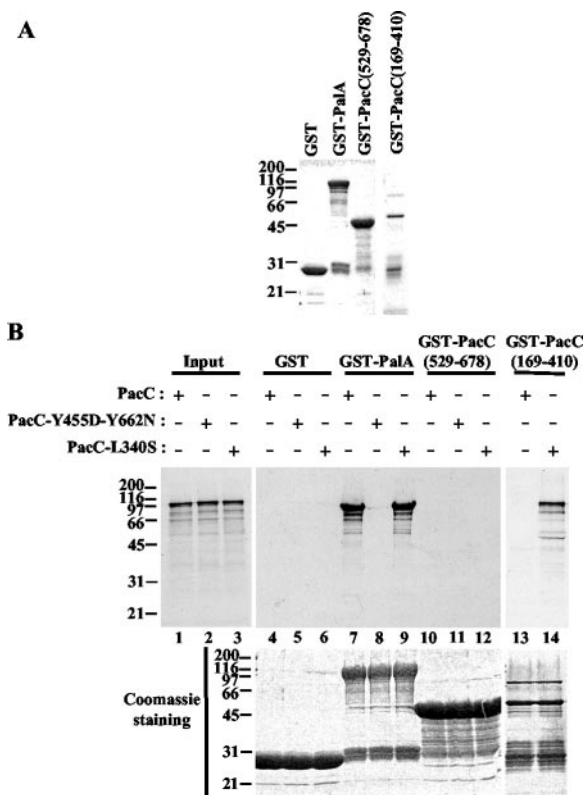 A
GST
GST-PalA
GST-PacC(529-678)
GST-PacC(169-410)
200
116
97
66
45
31
21
B
Input
GST
GST-PalA
GST-PacC (529-678)
GST-PacC (169-410)
PacC : + - - + - - + - - + - - + -
PacC-Y455D-Y662N : - + - - + - - + - - + - - -
PacC-L340S - - + - - + - - + - - + - +
200
116
97
66
45
31
21
1 2 3 4 5 6 7 8 9 10 11 12 13 14
Coomassie staining
200
116
97
66
45
31
21